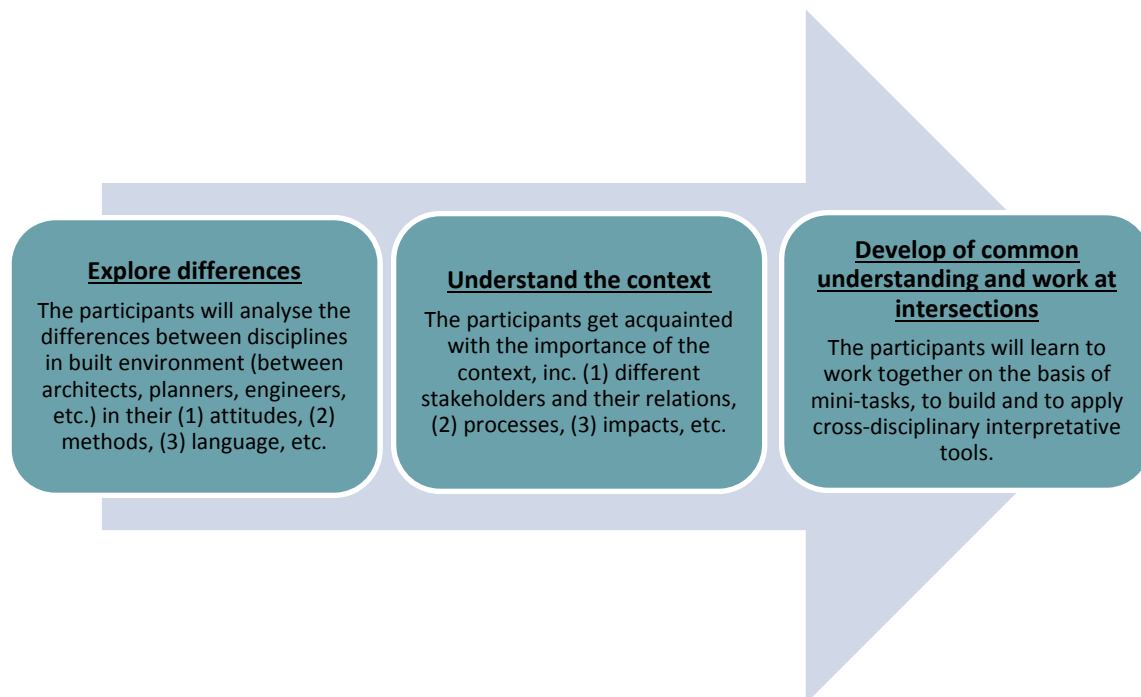 Explore differences
The participants will analyse the
differences between disciplines
in built environment (between
architects, planners, engineers,
etc.) in their (1) attitudes, (2)
methods, (3) language, etc.
Understand the context
The participants get acquainted
with the importance of the
context, inc. (1) different
stakeholders and their relations,
(2) processes, (3) impacts, etc.
Develop of common
understanding and work at
intersections
The participants will learn to
work together on the basis of
mini-tasks, to build and to apply
cross-disciplinary interpretative
tools.